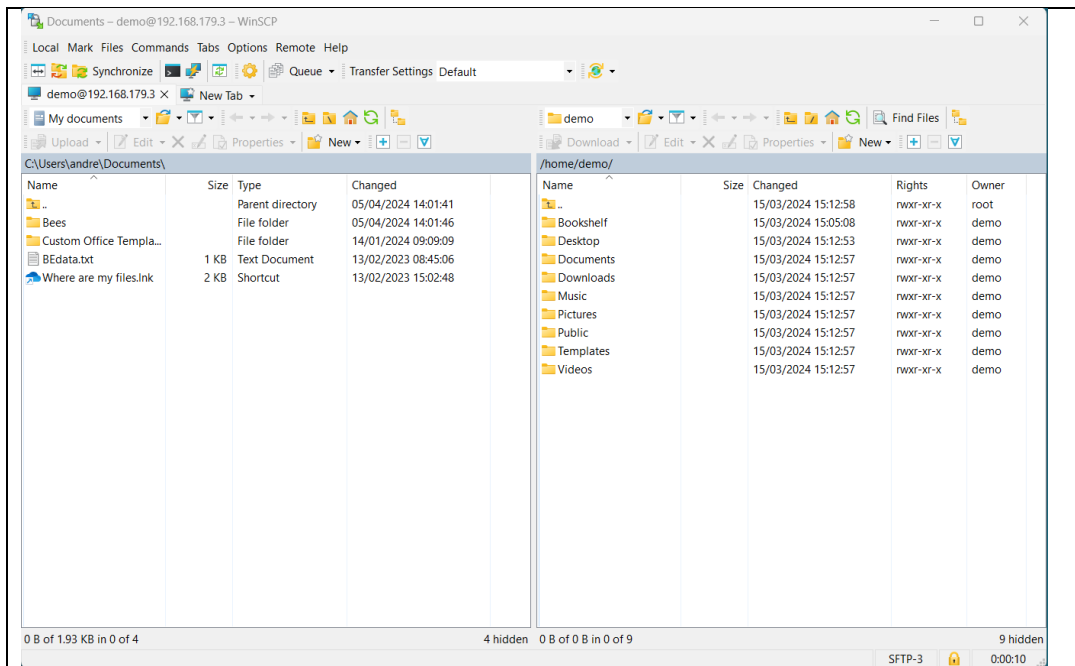 Documents – demo@192.168.179.3 – WinSCP
Local Mark Files Commands Tabs Options Remote Help
Synchronize Queue Transfer Settings Default
demo@192.168.179.3 New Tab
My documents demo Find Files
Upload Edit Properties New Download Edit Properties New
C:\Users\andre\Documents\ /home/demo/
Name Size Type Changed Name Size Changed Rights Owner
.. Parent directory 05/04/2024 14:01:41 .. 15/03/2024 15:12:58 rwxr-xr-x root
Bees File folder 05/04/2024 14:01:46 Bookshelf 15/03/2024 15:05:08 rwxr-xr-x demo
Custom Office Templa... File folder 14/01/2024 09:09:09 Desktop 15/03/2024 15:12:53 rwxr-xr-x demo
BEdata.txt 1 KB Text Document 13/02/2023 08:45:06 Documents 15/03/2024 15:12:57 rwxr-xr-x demo
Where are my files.lnk 2 KB Shortcut 13/02/2023 15:02:48 Downloads 15/03/2024 15:12:57 rwxr-xr-x demo
Music 15/03/2024 15:12:57 rwxr-xr-x demo
Pictures 15/03/2024 15:12:57 rwxr-xr-x demo
Public 15/03/2024 15:12:57 rwxr-xr-x demo
Templates 15/03/2024 15:12:57 rwxr-xr-x demo
Videos 15/03/2024 15:12:57 rwxr-xr-x demo
0 B of 1.93 KB in 0 of 4 4 hidden 0 B of 0 B in 0 of 9 9 hidden
SFTP-3 0:00:10